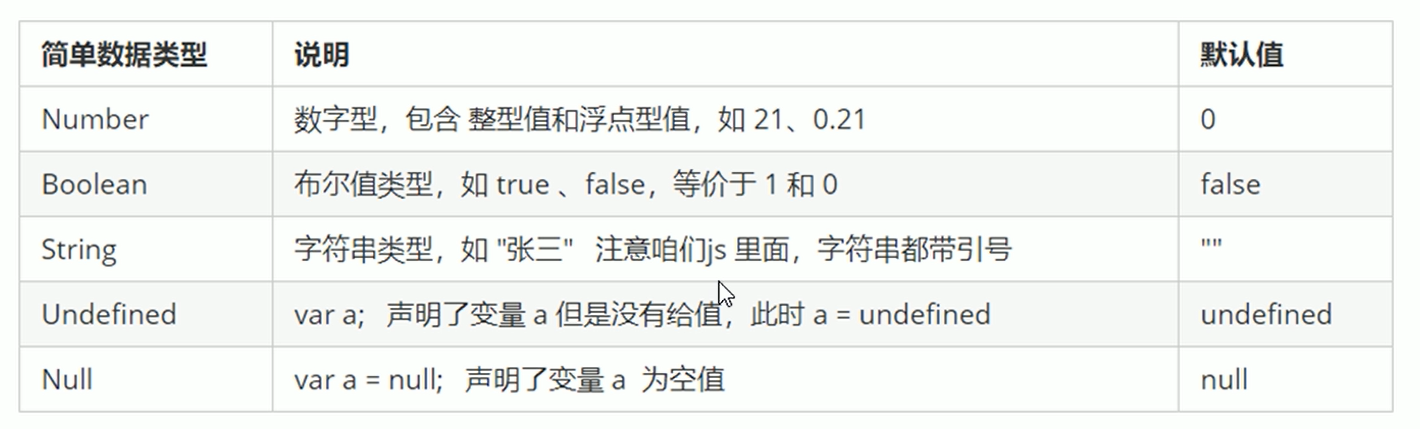 简单数据类型 说明 默认值
Number 数字型，包含 整型值和浮点型值，如 21、0.21 0
Boolean 布尔值类型，如 true 、false，等价于 1 和 0 false
String 字符串类型，如 "张三" 注意咱们js 里面，字符串都带引号 ""
Undefined var a; 声明了变量 a 但是没有给值，此时 a = undefined undefined
Null var a = null; 声明了变量 a 为空值 null